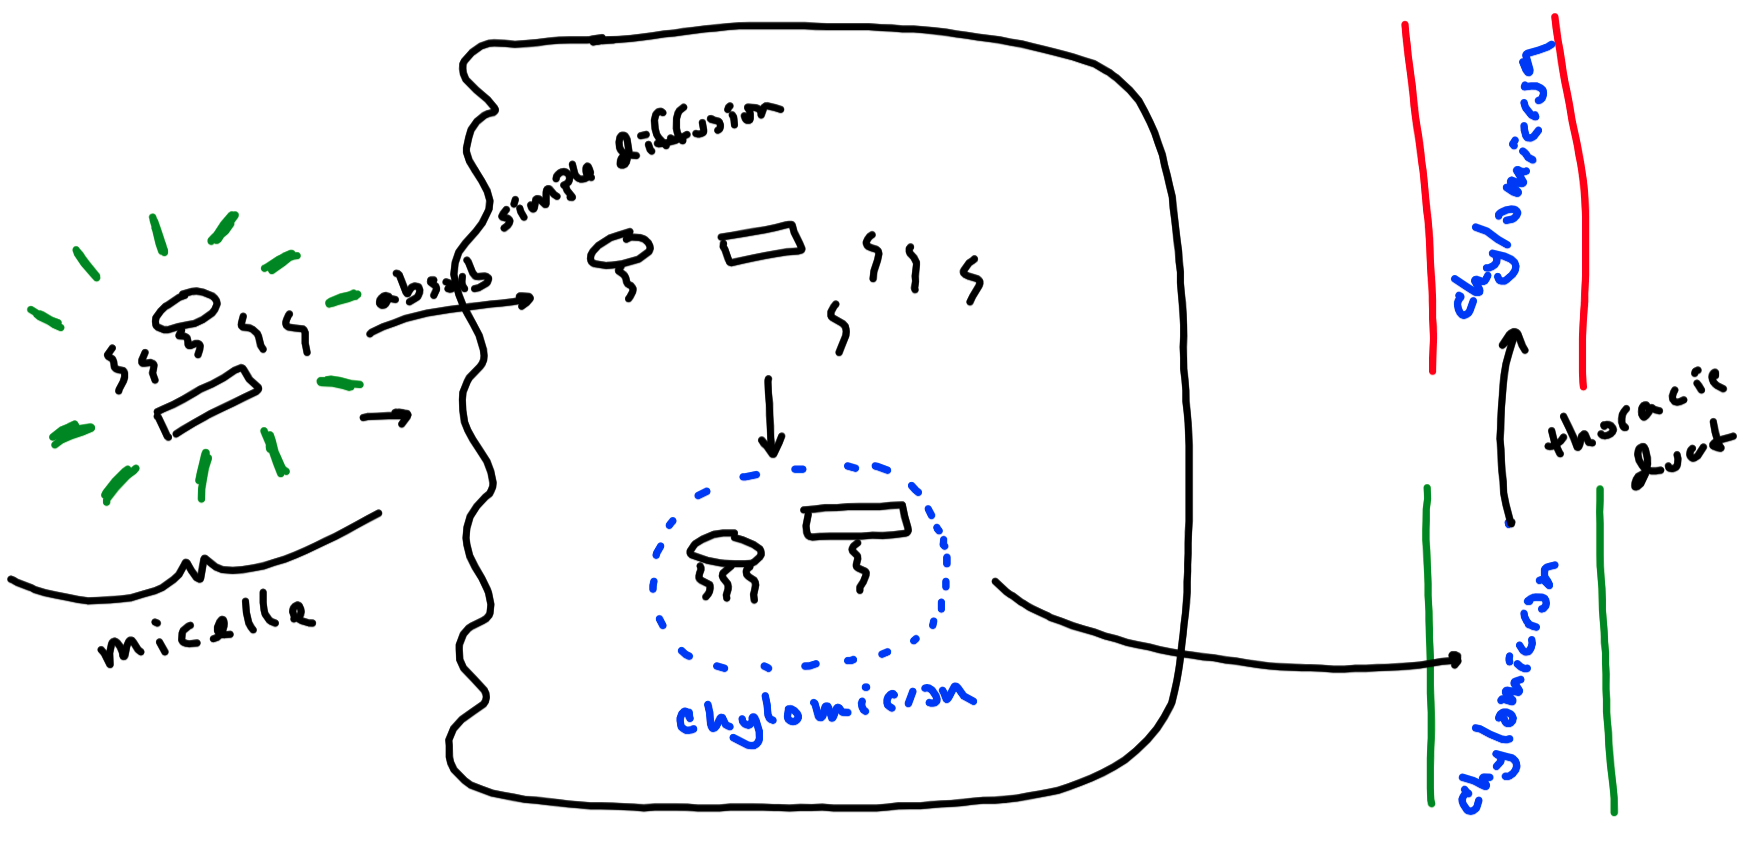 simple diffusion
absorb
micelle
chylomicron
chylomicron
thoracic
duct
chylomicron